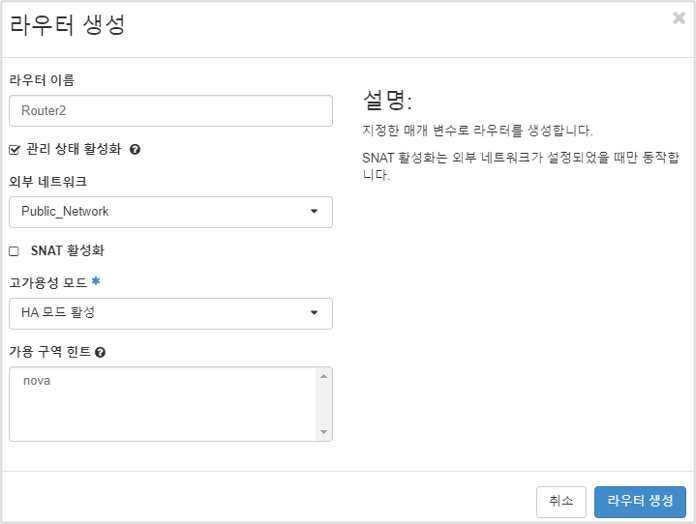 라우터 생성
라우터 이름
Router2
관리 상태 활성화
외부 네트워크
Public_Network
SNAT 활성화
고가용성 모드 *
HA 모드 활성
가용 구역 힌트
nova
설명:
지정한 매개 변수로 라우터를 생성합니다.
SNAT 활성화는 외부 네트워크가 설정되었을 때만 동작합
니다.
취소
라우터 생성